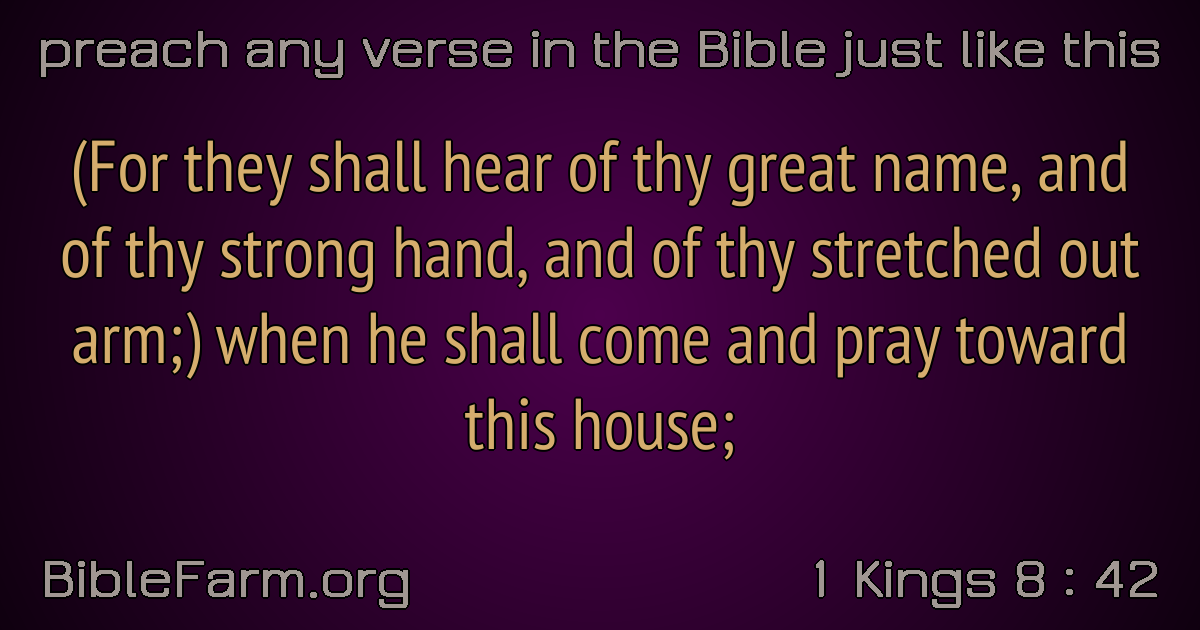 preach any verse in the Bible just like this
(For they shall hear of thy great name, and
of thy strong hand, and of thy stretched out
arm;) when he shall come and pray toward
this house;
BibleFarm.org
1 Kings 8 : 42